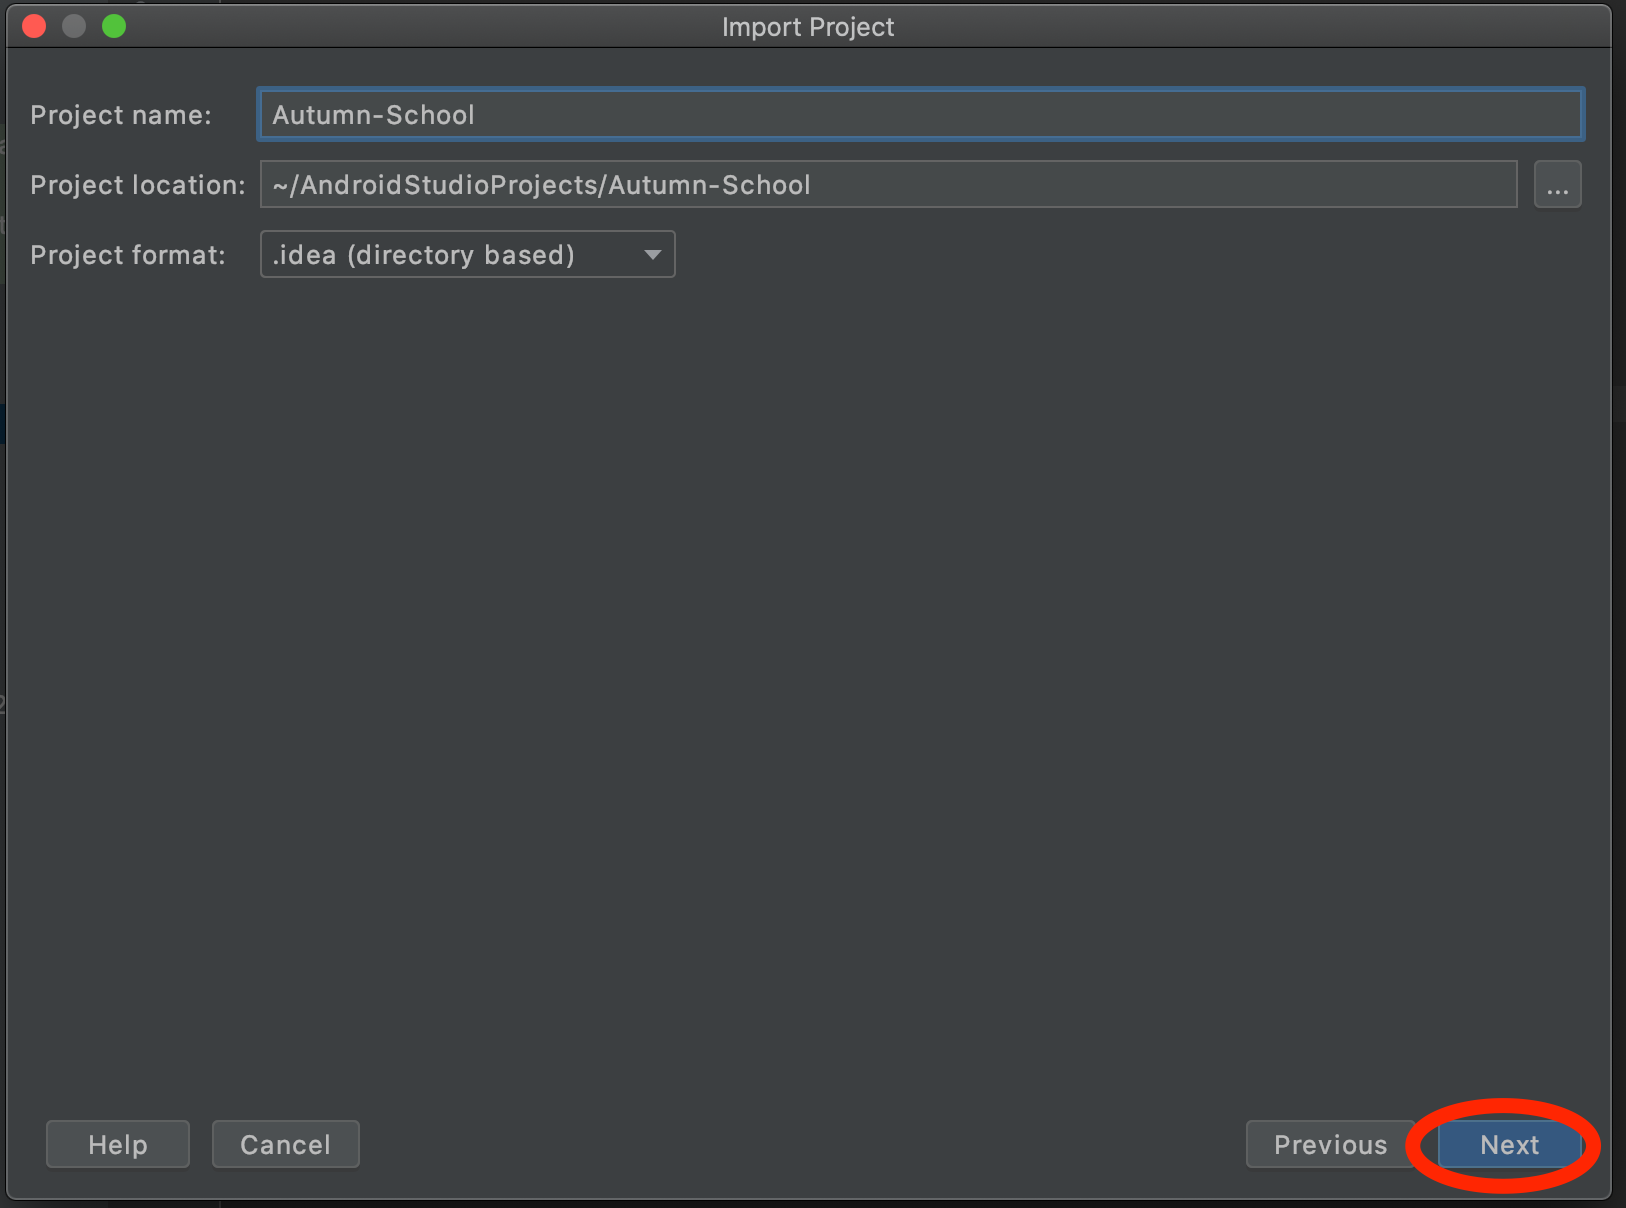 Import Project
Project name: Autumn-School
Project location: ~/AndroidStudioProjects/Autumn-School ...
Project format: .idea (directory based)
Help Cancel Previous Next